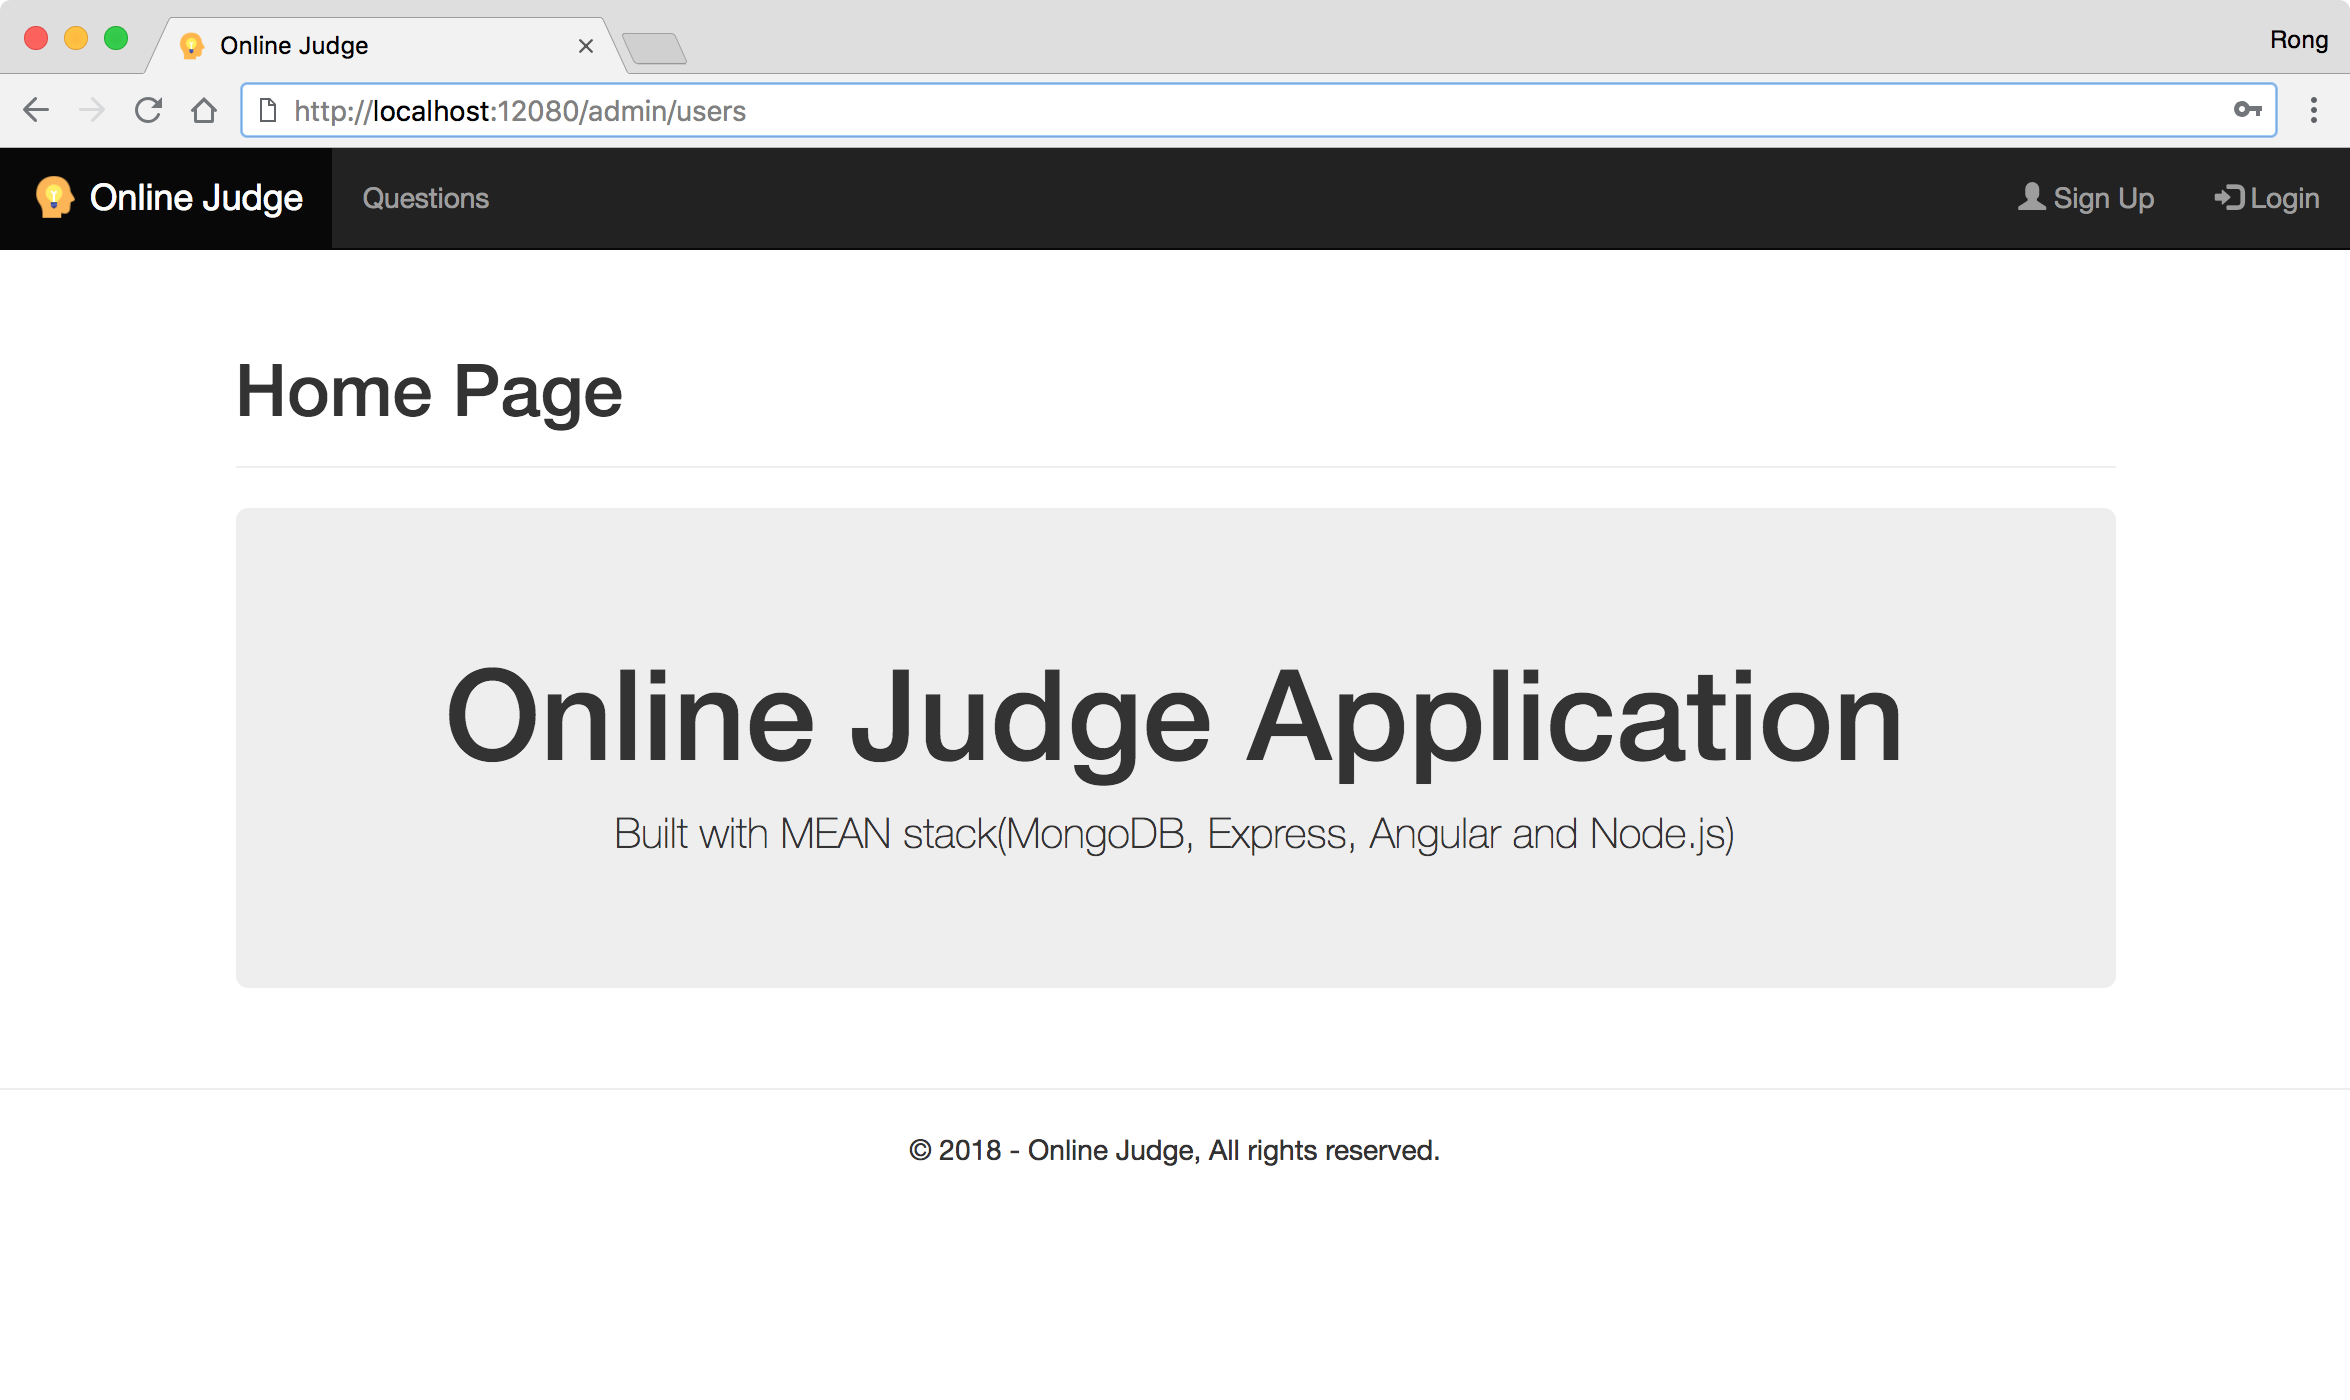 Online Judge
Rong
http://localhost:12080/admin/users
Online Judge Questions Sign Up Login
Home Page
Online Judge Application
Built with MEAN stack(MongoDB, Express, Angular and Node.js)
© 2018 - Online Judge, All rights reserved.